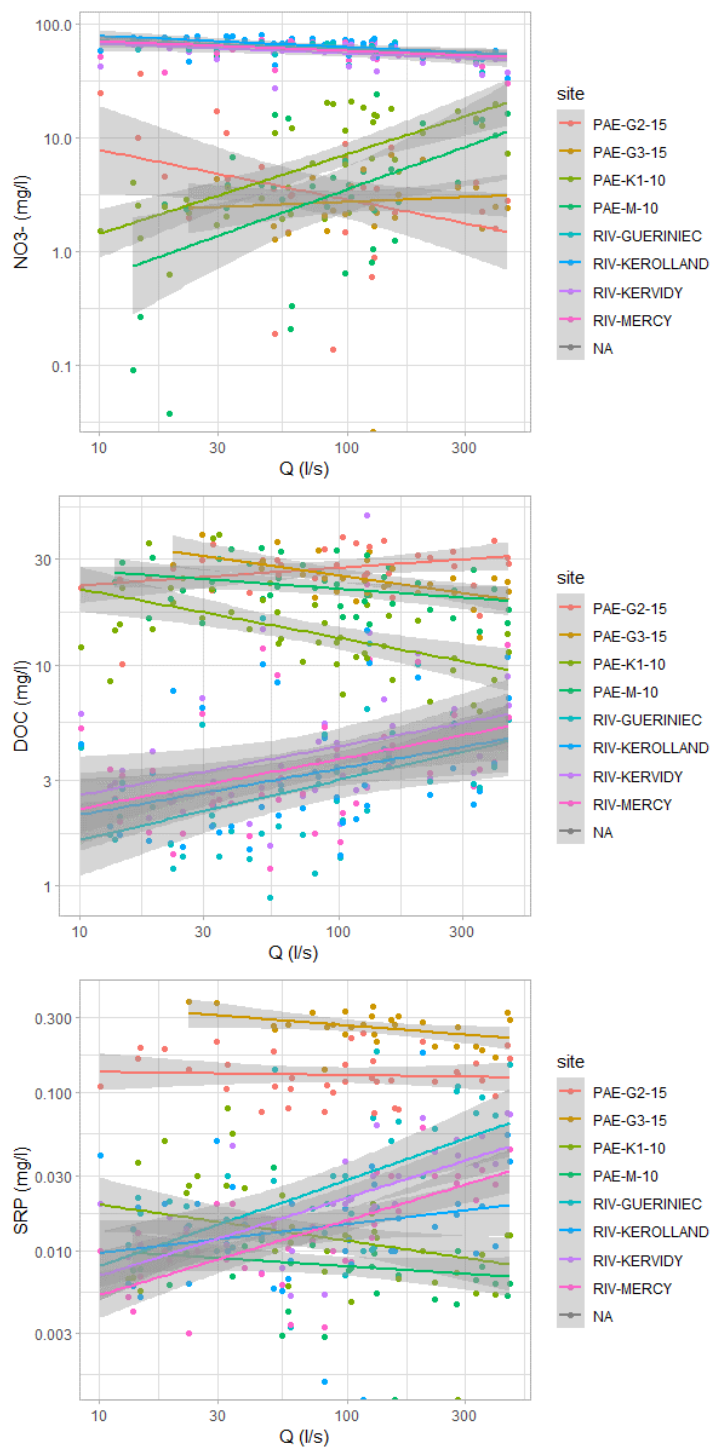 100.0
10.0
1.0
0.1
NO3- (mg/l)
10
30
100
300
Q (l/s)
site
PAE-G2-15
PAE-G3-15
PAE-K1-10
PAE-M-10
RIV-GUERINIEC
RIV-KEROLLAND
RIV-KERVIDY
RIV-MERCY
NA
30
10
3
1
DOC (mg/l)
10
30
100
300
Q (l/s)
site
PAE-G2-15
PAE-G3-15
PAE-K1-10
PAE-M-10
RIV-GUERINIEC
RIV-KEROLLAND
RIV-KERVIDY
RIV-MERCY
NA
0.300
0.100
0.030
0.010
0.003
SRP (mg/l)
10
30
100
300
Q (l/s)
site
PAE-G2-15
PAE-G3-15
PAE-K1-10
PAE-M-10
RIV-GUERINIEC
RIV-KEROLLAND
RIV-KERVIDY
RIV-MERCY
NA